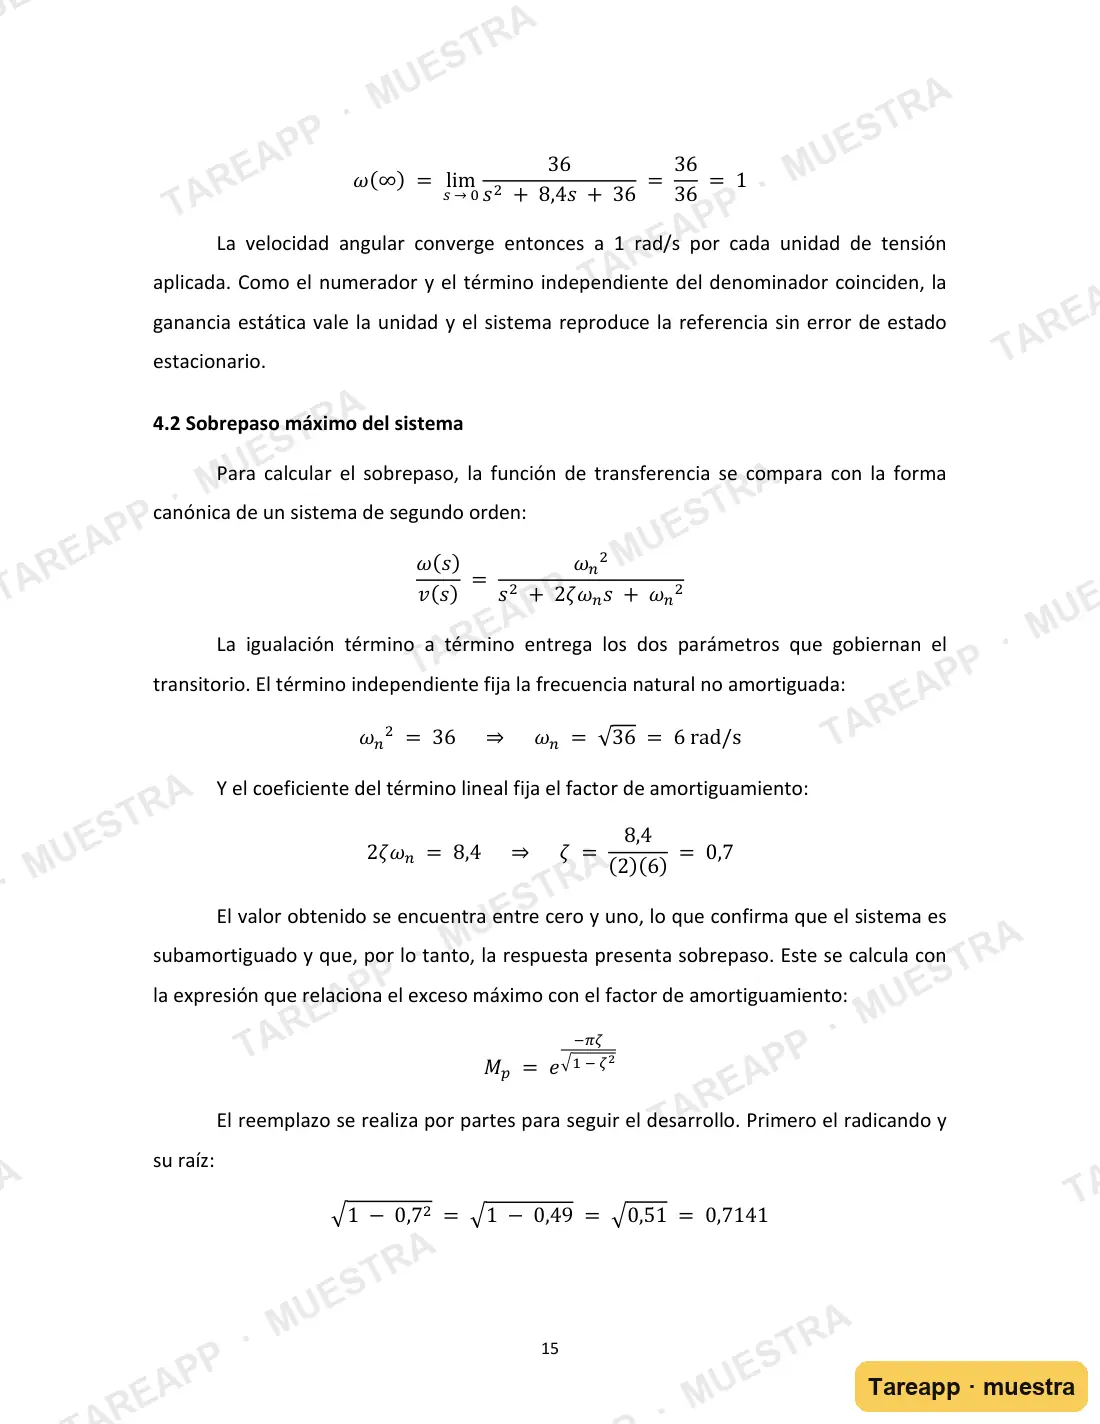 ω(∞) = lim s → 0 36 / (s² + 8,4s + 36) = 36/36 = 1
La velocidad angular converge entonces a 1 rad/s por cada unidad de tensión
aplicada. Como el numerador y el término independiente del denominador coinciden, la
ganancia estática vale la unidad y el sistema reproduce la referencia sin error de estado
estacionario.
4.2 Sobrepaso máximo del sistema
Para calcular el sobrepaso, la función de transferencia se compara con la forma
canónica de un sistema de segundo orden:
ω(s)/v(s) = ωₙ² / (s² + 2ζωₙs + ωₙ²)
La igualación término a término entrega los dos parámetros que gobiernan el
transitorio. El término independiente fija la frecuencia natural no amortiguada:
ωₙ² = 36 ⇒ ωₙ = √36 = 6 rad/s
Y el coeficiente del término lineal fija el factor de amortiguamiento:
2ζωₙ = 8,4 ⇒ ζ = 8,4 / (2)(6) = 0,7
El valor obtenido se encuentra entre cero y uno, lo que confirma que el sistema es
subamortiguado y que, por lo tanto, la respuesta presenta sobrepaso. Este se calcula con
la expresión que relaciona el exceso máximo con el factor de amortiguamiento:
Mₚ = e^(−πζ / √(1 − ζ²))
El reemplazo se realiza por partes para seguir el desarrollo. Primero el radicando y
su raíz:
√(1 − 0,7²) = √(1 − 0,49) = √0,51 = 0,7141
15
Tareapp · muestra
TAREAPP · MUESTRA